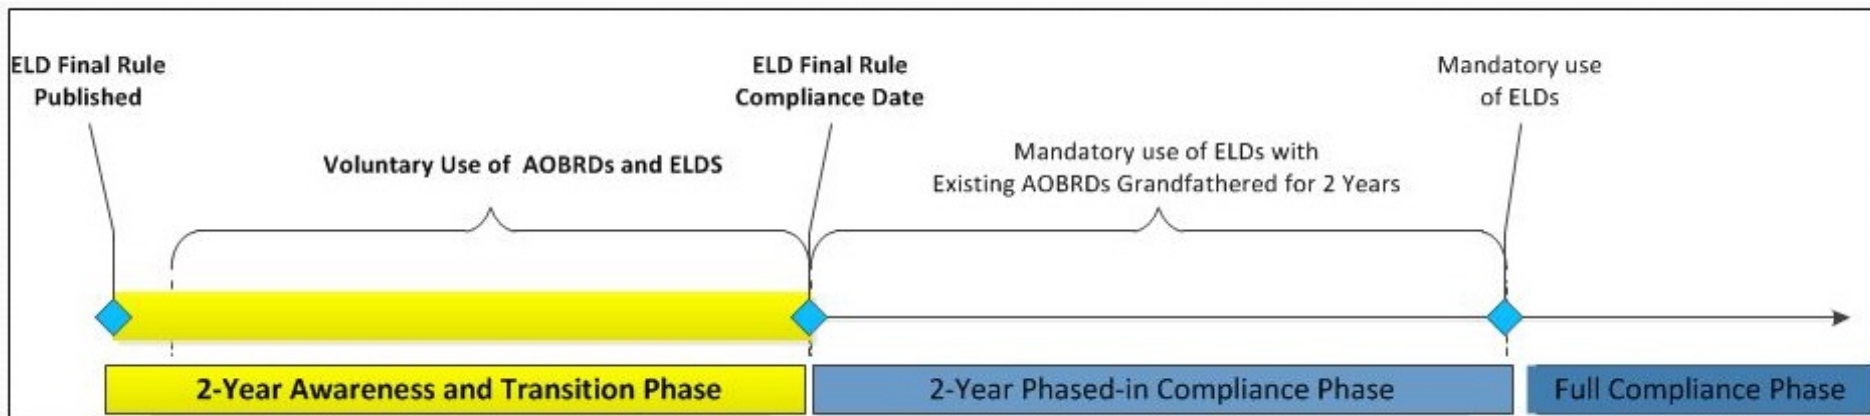 ELD Final Rule
Published
ELD Final Rule
Compliance Date
Mandatory use
of ELDs
Voluntary Use of AOBRDs and ELDS
Mandatory use of ELDs with
Existing AOBRDs Grandfathered for 2 Years
2-Year Awareness and Transition Phase
2-Year Phased-in Compliance Phase
Full Compliance Phase